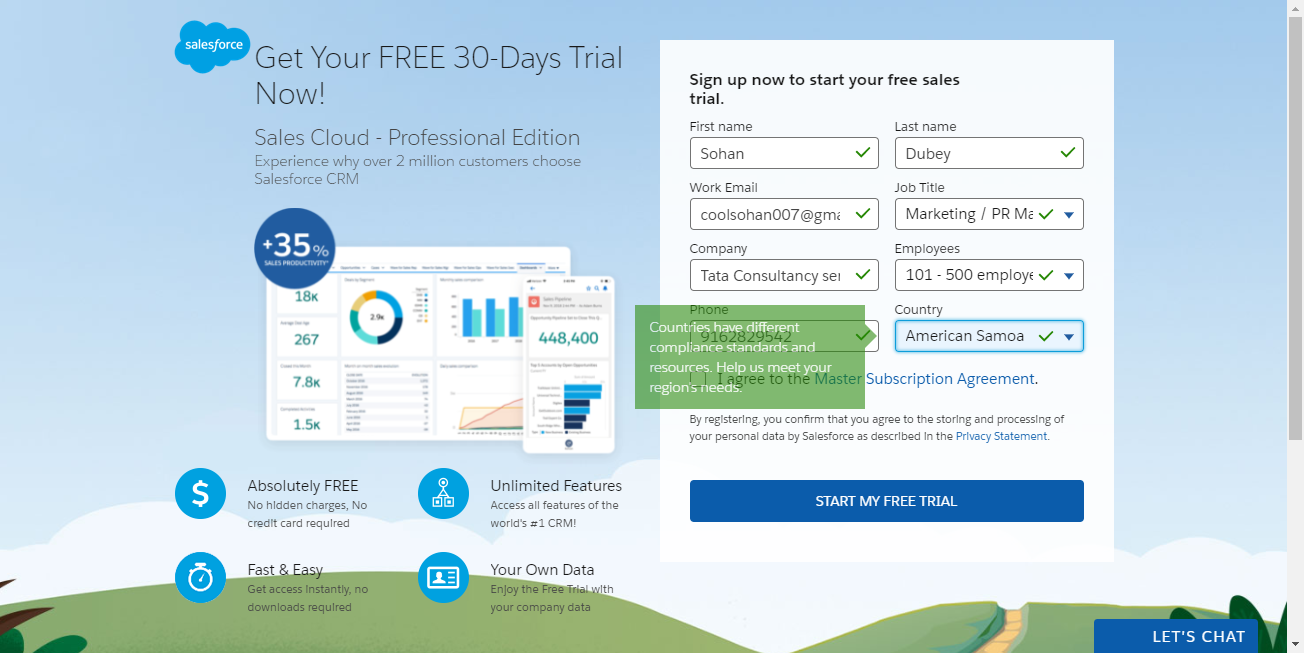 salesforce
Get Your FREE 30-Days Trial
Now!
Sales Cloud - Professional Edition
Experience why over 2 million customers choose
Salesforce CRM
+35%
SALES PRODUCTIVITY*
18K
267
7.8K
1.5K
2.9K
Sales Pipeline
448,400
Absolutely FREE
No hidden charges, No
credit card required
Unlimited Features
Access all features of the
world's #1 CRM!
Fast & Easy
Get access instantly, no
downloads required
Your Own Data
Enjoy the Free Trial with
your company data
Sign up now to start your free sales
trial.
First name
Last name
Sohan
Dubey
Work Email
Job Title
coolsohan007@gma
Marketing / PR Ma
Company
Employees
Tata Consultancy ser
101 - 500 employe
Phone
Country
9162829542
American Samoa
Countries have different
compliance standards and
resources. Help us meet your
region's needs.
I agree to the Master Subscription Agreement.
By registering, you confirm that you agree to the storing and processing of
your personal data by Salesforce as described in the Privacy Statement.
START MY FREE TRIAL
LET'S CHAT